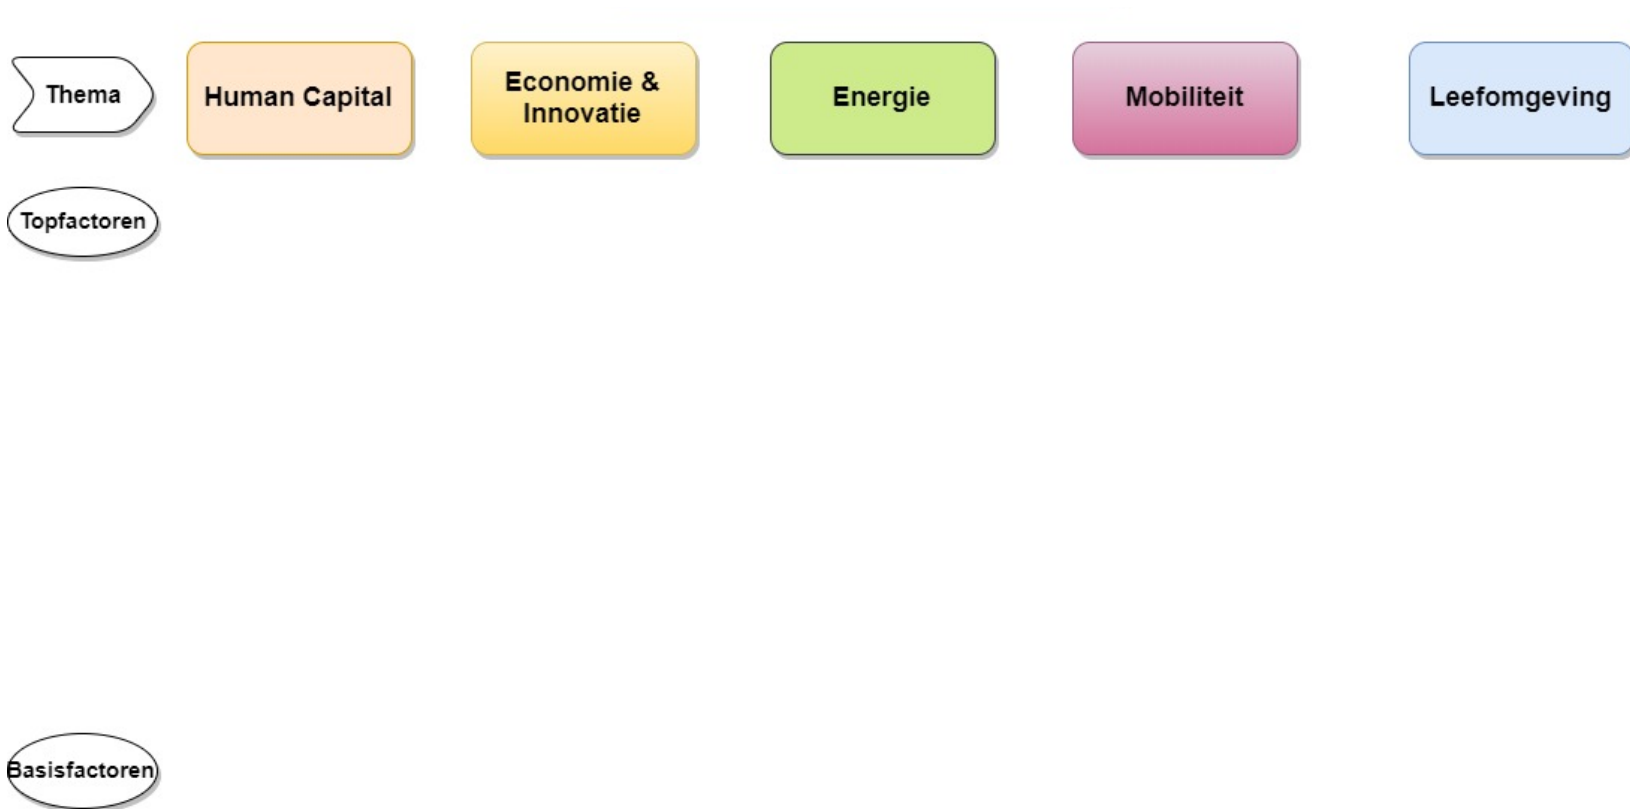 Thema
Human Capital
Economie &
Innovatie
Energie
Mobiliteit
Leefomgeving
Topfactoren
Basisfactoren